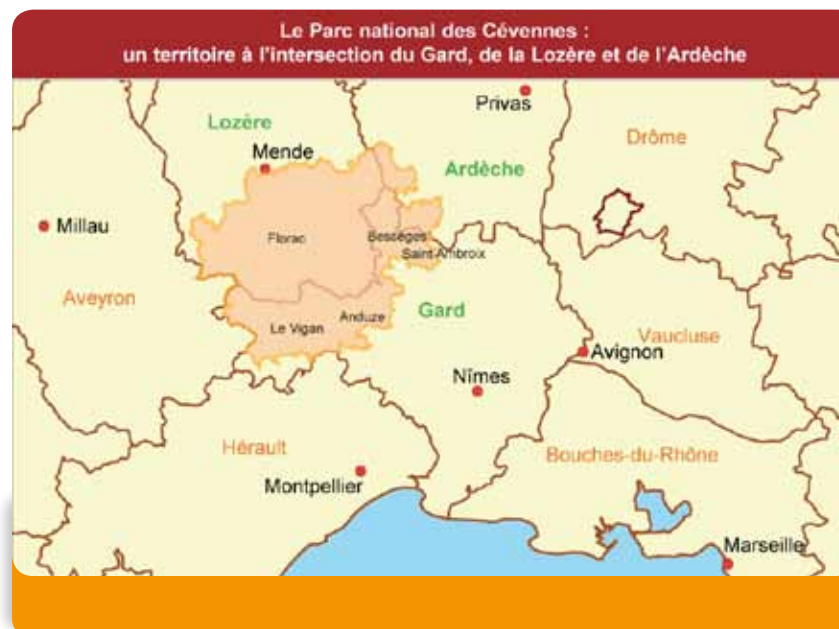 Le Parc national des Cévennes :
un territoire à l'intersection du Gard, de la Lozère et de l'Ardèche
Privas
Lozère
Drôme
Mende
Ardèche
Millau
Florac
Bessèges
Saint-Ambroix
Aveyron
Gard
Anduze
Le Vigan
Vaucluse
Avignon
Nîmes
Hérault
Bouches-du-Rhône
Montpellier
Marseille